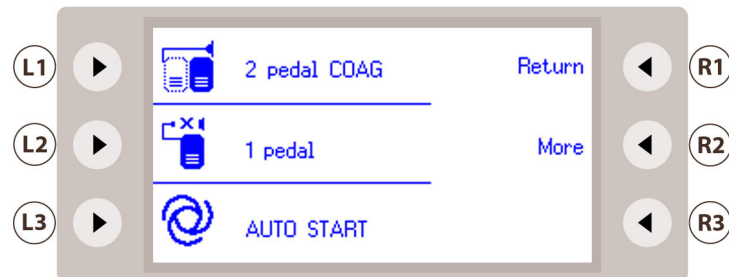 L1 2 pedal COAG Return R1
L2 1 pedal More R2
L3 AUTO START R3